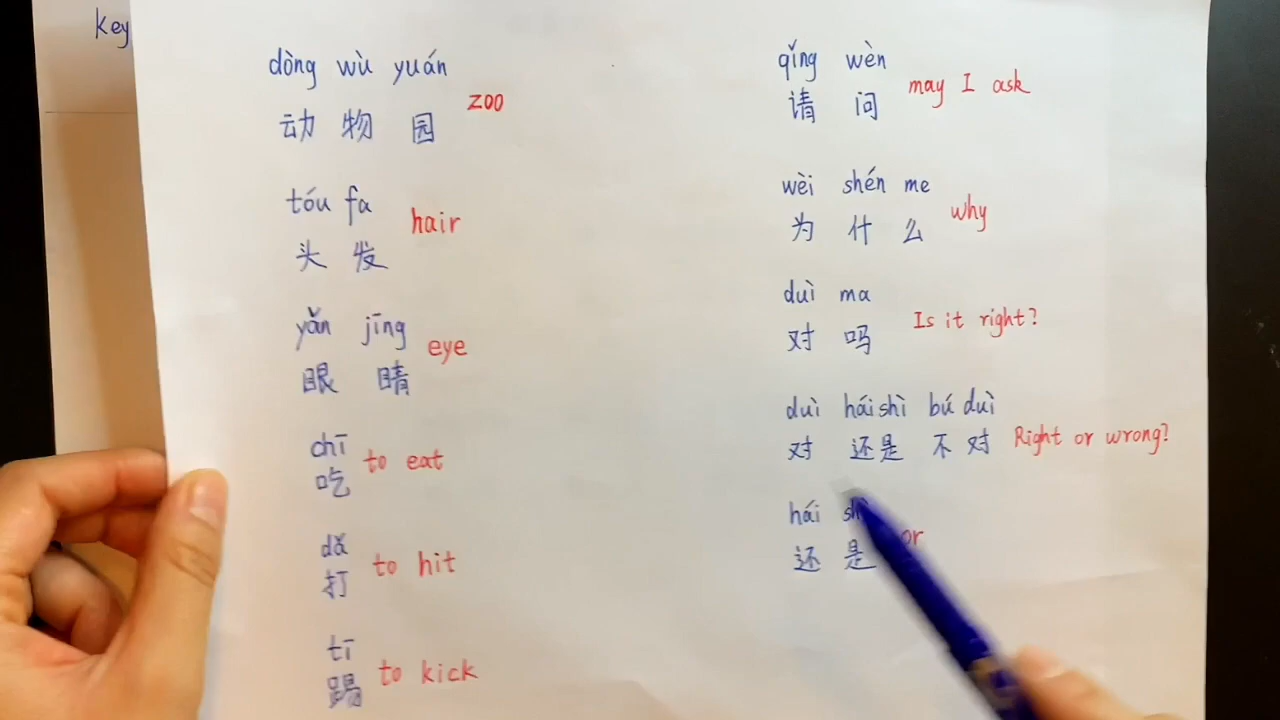 Key
dòng wù yuán
动 物 园 zoo
tóu fa
头 发 hair
yǎn jīng
眼 睛 eye
chī
吃 to eat
dǎ
打 to hit
tī
踢 to kick
qǐng wèn
请 问 may I ask
wèi shén me
为 什 么 why
duì ma
对 吗 Is it right?
duì háishì bú duì
对 还是 不 对 Right or wrong?
hái
还 是 or